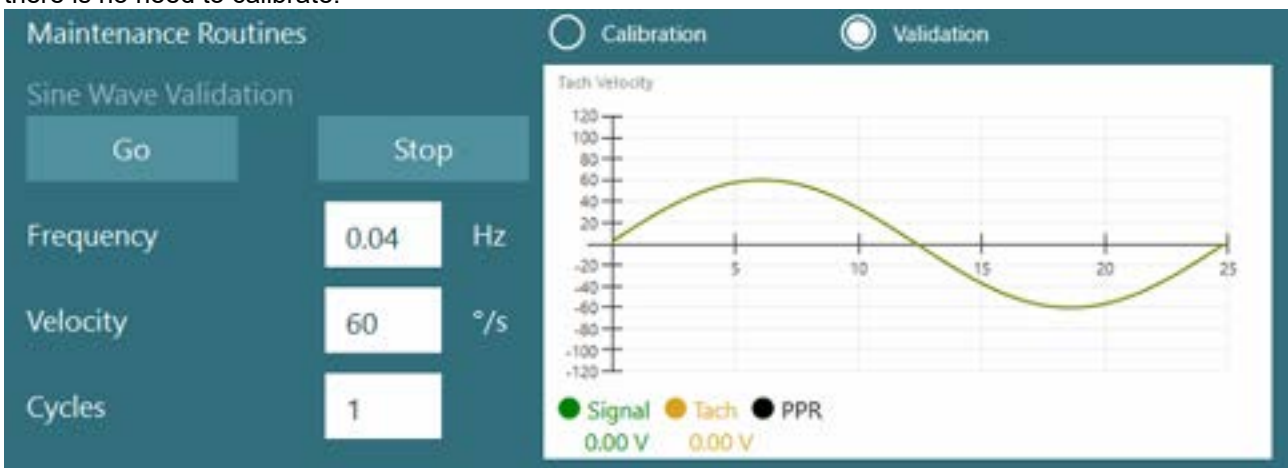 there is no need to calibrate.
Maintenance Routines
Calibration
Validation
Sine Wave Validation
Go
Stop
Frequency
0.04
Hz
Velocity
60
°/s
Cycles
1
Tach Velocity
120
100
80
60
40
20
-20
-40
-60
-80
-100
-120
5
10
15
20
25
Signal
Tach
PPR
0.00 V
0.00 V